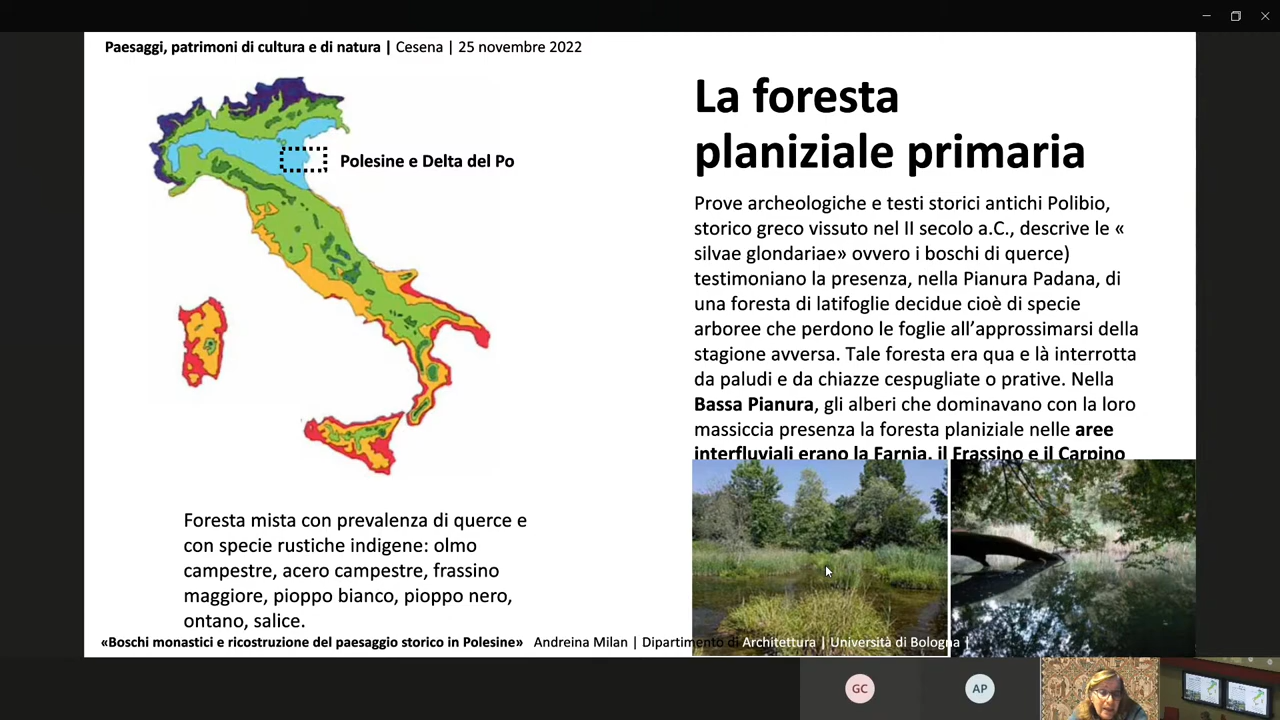 Paesaggi, patrimoni di cultura e di natura | Cesena | 25 novembre 2022
Polesine e Delta del Po
La foresta
planiziale primaria
Prove archeologiche e testi storici antichi Polibio,
storico greco vissuto nel II secolo a.C., descrive le «
silvae glondariae» ovvero i boschi di querce)
testimoniano la presenza, nella Pianura Padana, di
una foresta di latifoglie decidue cioè di specie
arboree che perdono le foglie all’approssimarsi della
stagione avversa. Tale foresta era qua e là interrotta
da paludi e da chiazze cespugliate o prative. Nella
Bassa Pianura, gli alberi che dominavano con la loro
massiccia presenza la foresta planiziale nelle aree
interfluviali erano la Farnia, il Frassino e il Carpino
Foresta mista con prevalenza di querce e
con specie rustiche indigene: olmo
campestre, acero campestre, frassino
maggiore, pioppo bianco, pioppo nero,
ontano, salice.
«Boschi monastici e ricostruzione del paesaggio storico in Polesine» Andreina Milan | Dipartimento di Architettura | Università di Bologna |
GC
AP